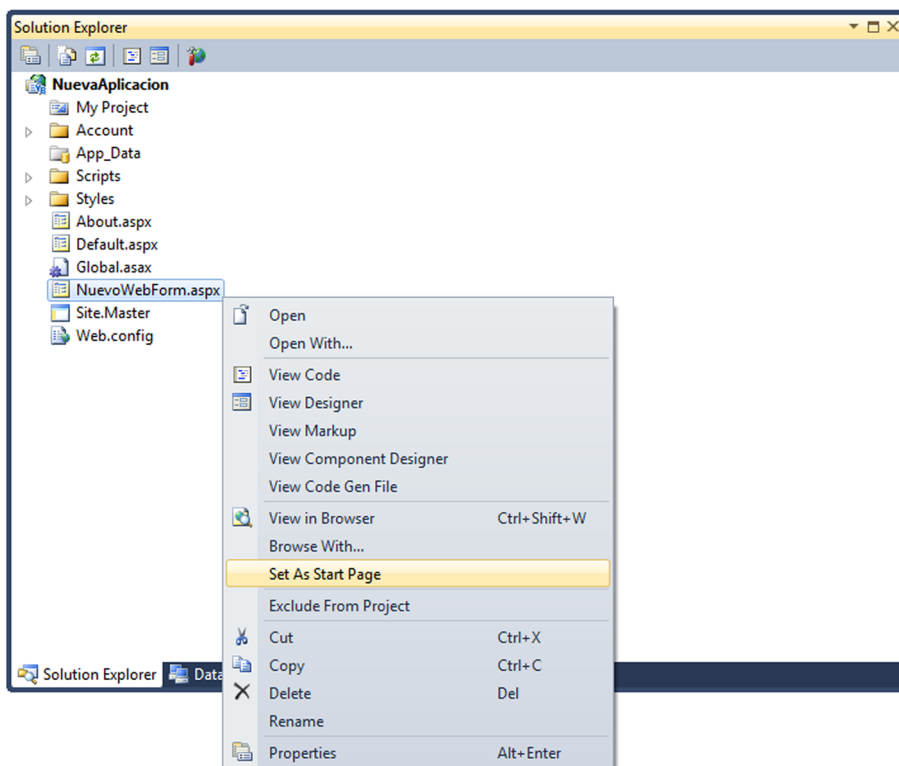 Solution Explorer
NuevaAplicacion
My Project
Account
App_Data
Scripts
Styles
About.aspx
Default.aspx
Global.asax
NuevoWebForm.aspx
Site.Master
Web.config
Open
Open With...
View Code
View Designer
View Markup
View Component Designer
View Code Gen File
View in Browser Ctrl+Shift+W
Browse With...
Set As Start Page
Exclude From Project
Cut Ctrl+X
Copy Ctrl+C
Delete Del
Rename
Properties Alt+Enter
Solution Explorer Data